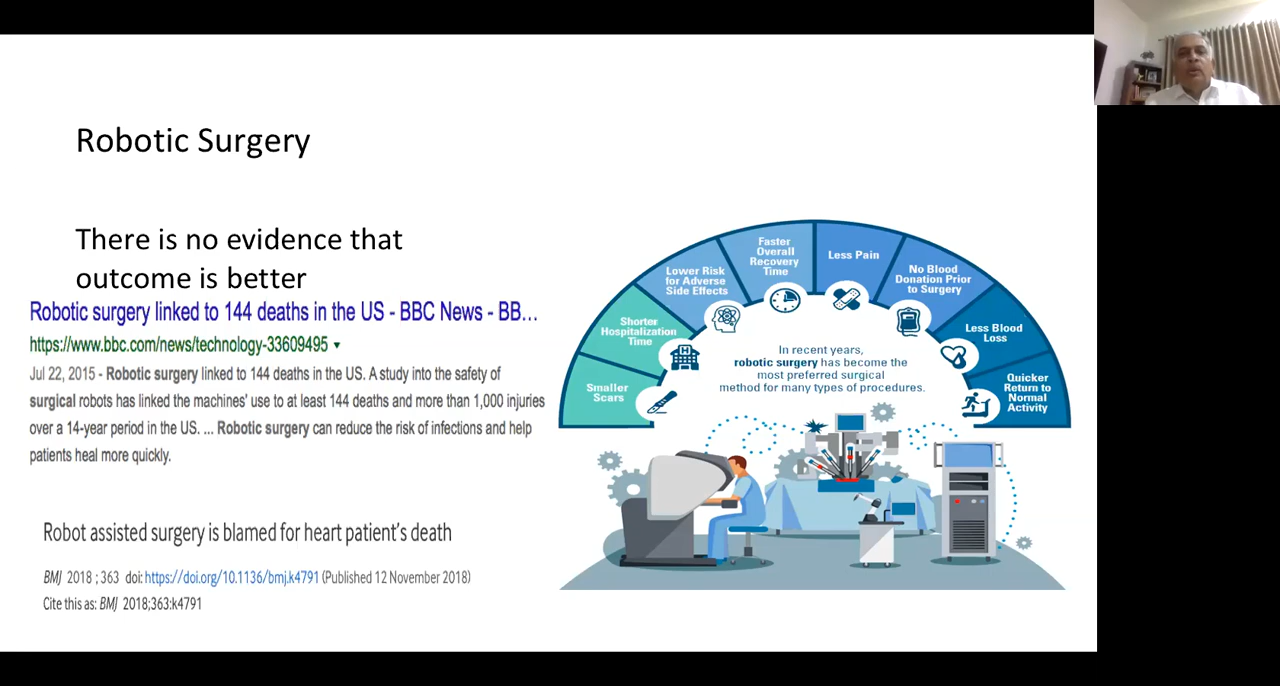 Robotic Surgery
There is no evidence that
outcome is better
Robotic surgery linked to 144 deaths in the US - BBC News - BB...
https://www.bbc.com/news/technology-33609495
Jul 22, 2015 - Robotic surgery linked to 144 deaths in the US. A study into the safety of
surgical robots has linked the machines' use to at least 144 deaths and more than 1,000 injuries
over a 14-year period in the US. ... Robotic surgery can reduce the risk of infections and help
patients heal more quickly.
Robot assisted surgery is blamed for heart patient's death
BMJ 2018 ; 363 doi: https://doi.org/10.1136/bmj.k4791 (Published 12 November 2018)
Cite this as: BMJ 2018;363:k4791
Smaller
Scars
Shorter
Hospitalization
Time
Lower Risk
for Adverse
Side Effects
Faster
Overall
Recovery
Time
Less Pain
No Blood
Donation Prior
to Surgery
Less Blood
Loss
Quicker
Return to
Normal
Activity
H
In recent years,
robotic surgery has become the
most preferred surgical
method for many types of procedures.